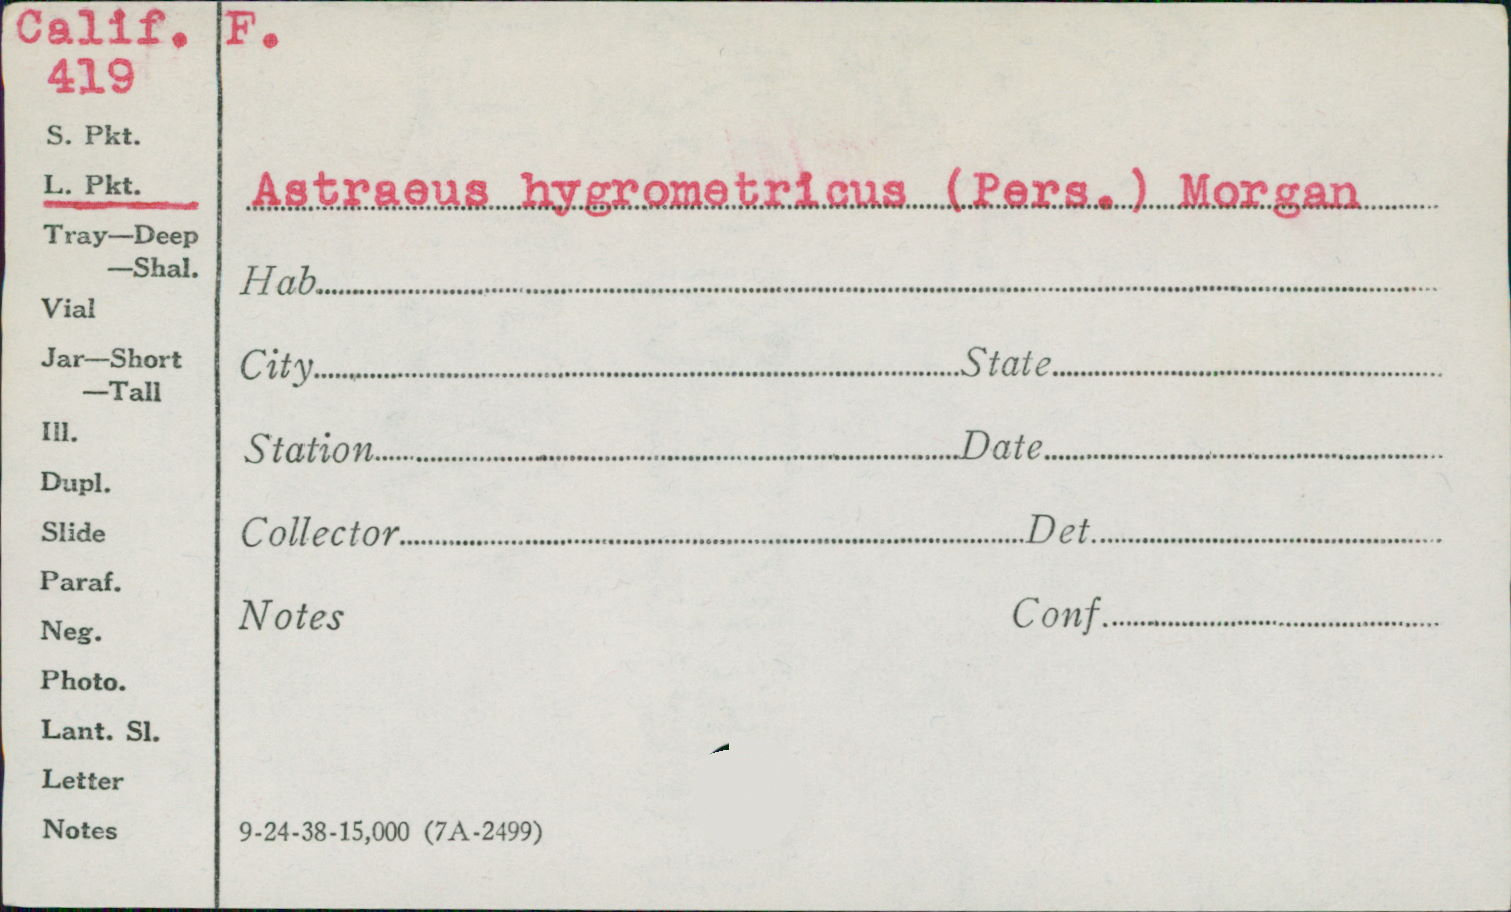 Calif.
419
S. Pkt.
L. Pkt.
Tray—Deep
—Shal.
Vial
Jar—Short
—Tall
Ill.
Dupl.
Slide
Paraf.
Neg.
Photo.
Lant. Sl.
Letter
Notes
F.
Astraeus hygrometricus (Pers.) Morgan
Hab.
City State
Station Date
Collector Det.
Notes Conf.
9-24-38-15,000 (7A-2499)